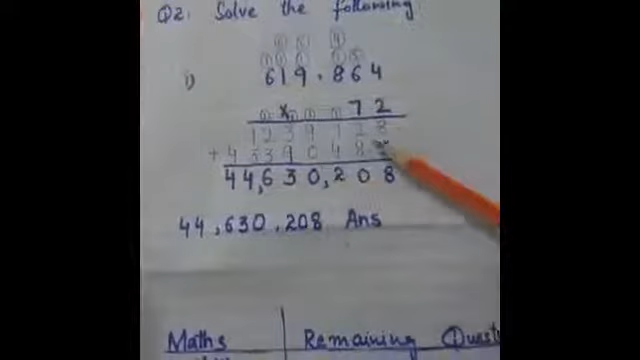 Q2. Solve the following
i) 619.864
x 72
1239728
+ 4339048
44,630,208
44,630,208 Ans
Maths
Remaining Quest